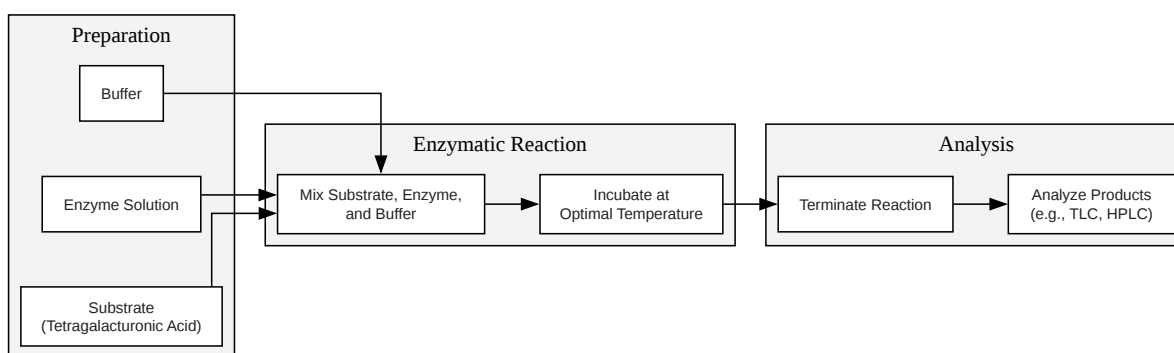 Preparation
Buffer
Enzyme Solution
Substrate
(Tetragalacturonic Acid)
Enzymatic Reaction
Mix Substrate, Enzyme,
and Buffer
Incubate at
Optimal Temperature
Analysis
Terminate Reaction
Analyze Products
(e.g., TLC, HPLC)